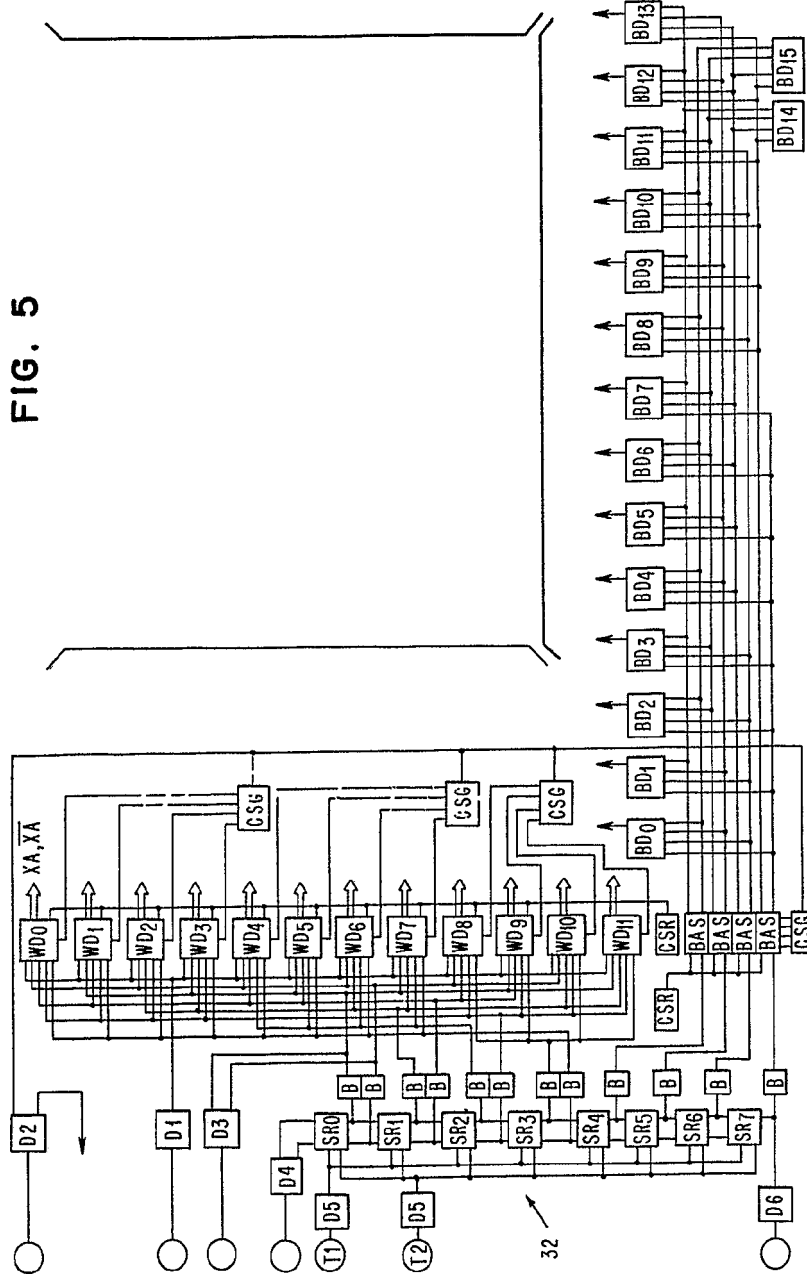 FIG. 5
D2
D1
D3
D4
D5
T1
D5
T2
32
D6
SR0
SR1
SR2
SR3
SR4
SR5
SR6
SR7
B
B
B
B
B
B
B
B
B
B
B
B
WD0
WD1
WD2
WD3
WD4
WD5
WD6
WD7
WD8
WD9
WD10
WD11
XA, XA
CSG
CSG
CSG
CSR
CSR
BAS
BAS
BAS
BAS
CSG
BD0
BD1
BD2
BD3
BD4
BD5
BD6
BD7
BD8
BD9
BD10
BD11
BD12
BD13
BD14
BD15